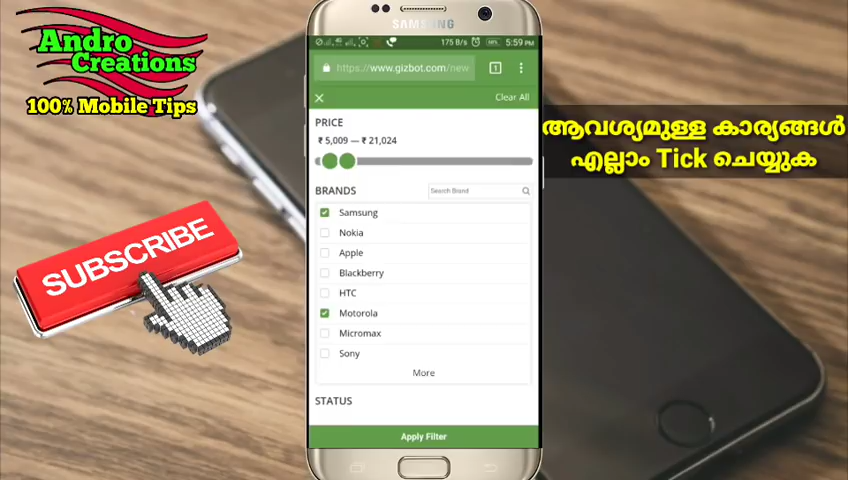 Andro
Creations
100% Mobile Tips
SUBSCRIBE
SAMSUNG
175 B/s
5:59 PM
https://www.gizbot.com/new
1
Clear All
PRICE
₹ 5,009 — ₹ 21,024
BRANDS
Search Brand
Samsung
Nokia
Apple
Blackberry
HTC
Motorola
Micromax
Sony
More
STATUS
Apply Filter
ആവശ്യമുള്ള കാര്യങ്ങൾ
എല്ലാം Tick ചെയ്യുക